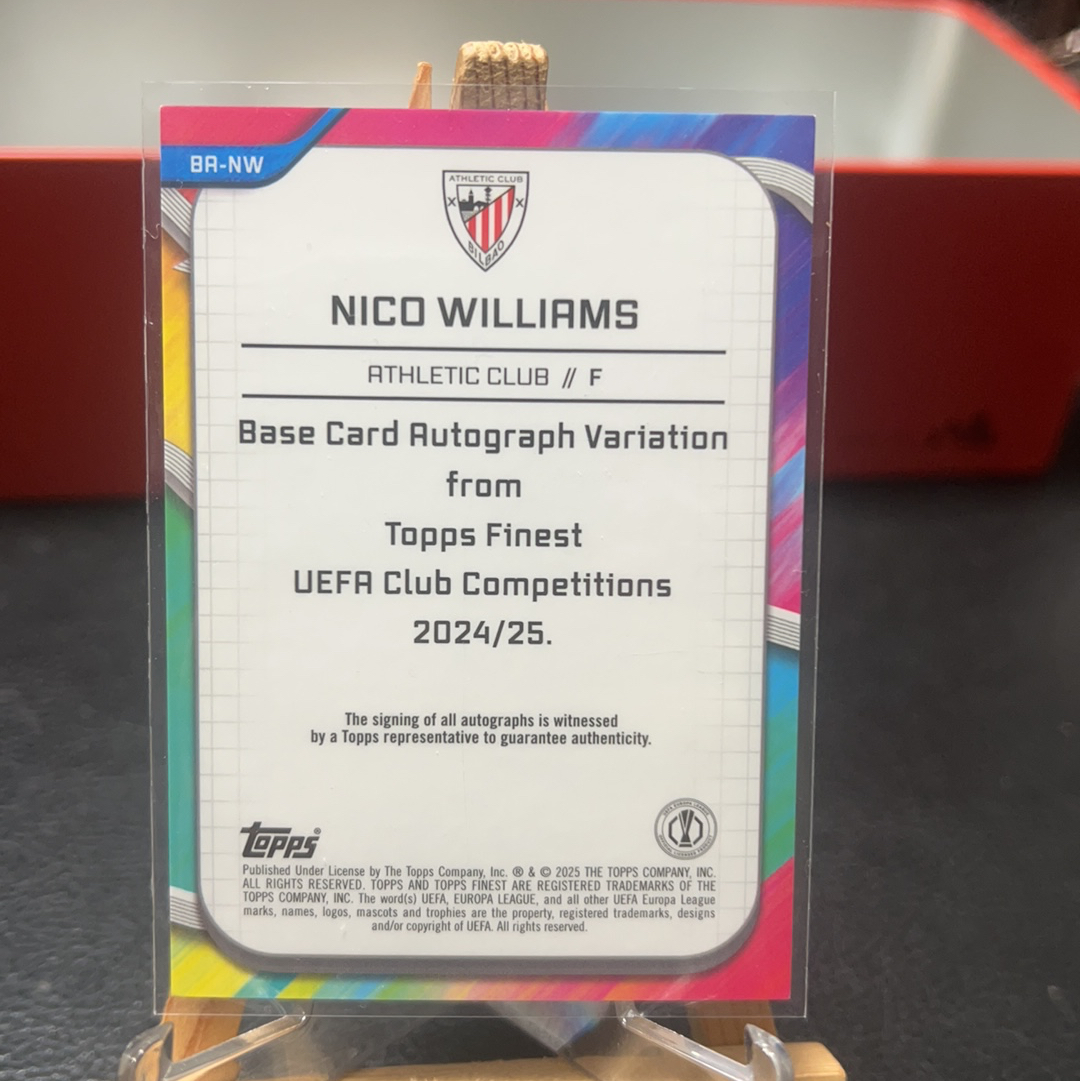 BA-NW
ATHLETIC CLUB
BILBAO
NICO WILLIAMS
ATHLETIC CLUB // F
Base Card Autograph Variation
from
Topps Finest
UEFA Club Competitions
2024/25.
The signing of all autographs is witnessed
by a Topps representative to guarantee authenticity.
topps®
Published Under License by The Topps Company, Inc. ® & © 2025 THE TOPPS COMPANY, INC.
ALL RIGHTS RESERVED. TOPPS AND TOPPS FINEST ARE REGISTERED TRADEMARKS OF THE
TOPPS COMPANY, INC. The word(s) UEFA, EUROPA LEAGUE, and all other UEFA Europa League
marks, names, logos, mascots and trophies are the property, registered trademarks, designs
and/or copyright of UEFA. All rights reserved.